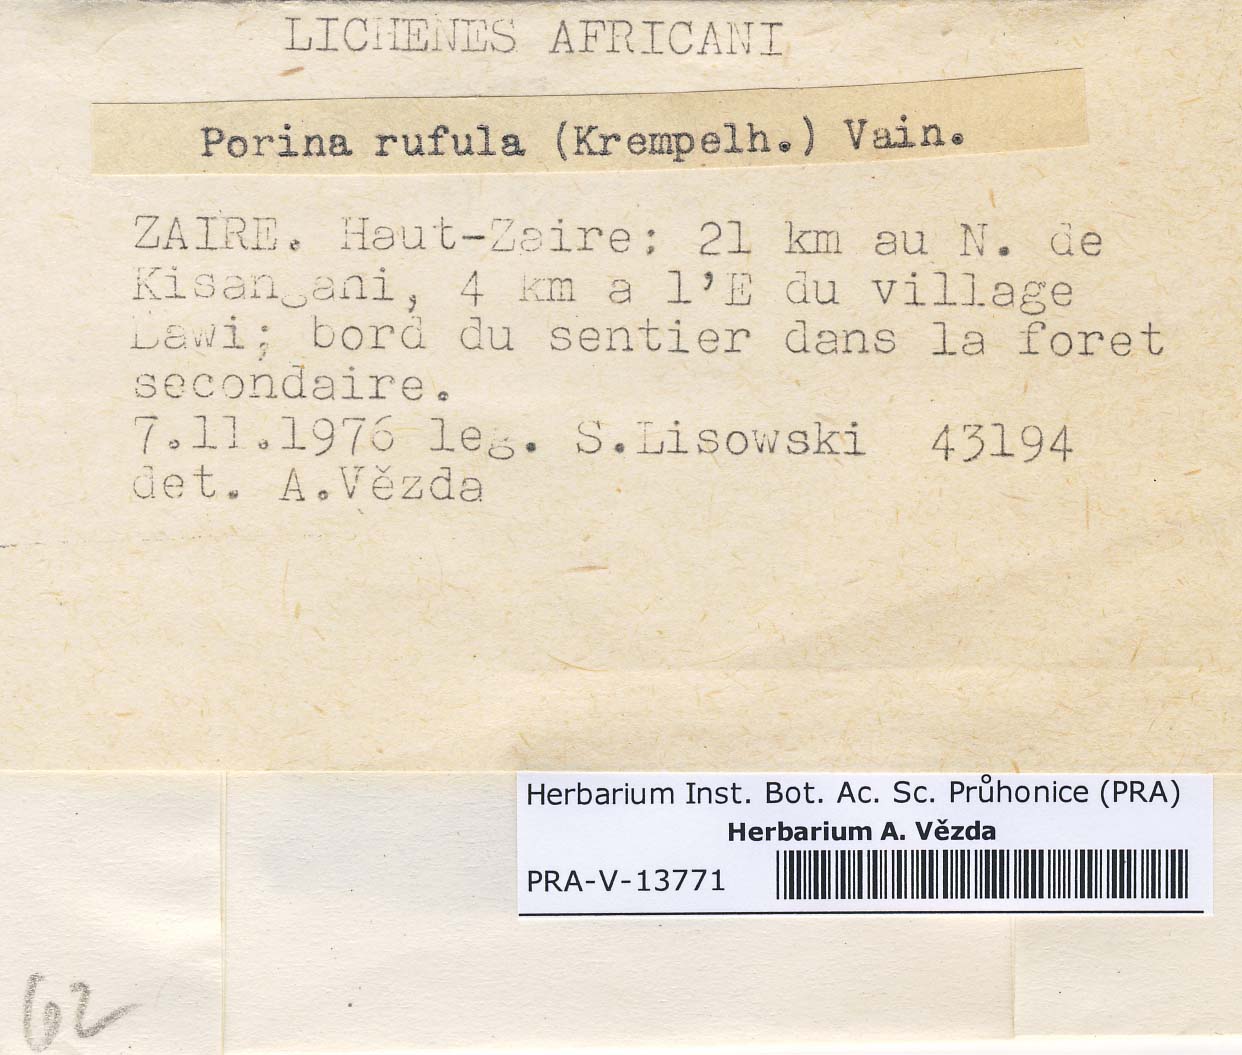 LICHENES AFRICANI
Porina rufula (Krempelh.) Vain.
ZAIRE. Haut-Zaire; 21 km au N. de
Kisangani, 4 km a l'E du village
Bawi; bord du sentier dans la foret
secondaire.
7.11.1976 leg. S.Lisowski 43194
det. A.Vězda
Herbarium Inst. Bot. Ac. Sc. Průhonice (PRA)
Herbarium A. Vězda
PRA-V-13771
62